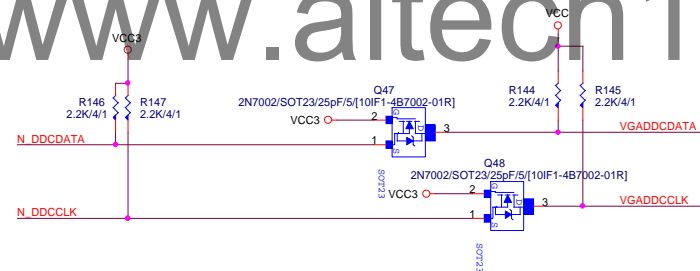 www.altech1
VCC3
VCC
R146
2.2K/4/1
R147
2.2K/4/1
Q47
2N7002/SOT23/25pF/5/[10IF1-4B7002-01R]
R144
2.2K/4/1
R145
2.2K/4/1
VCC3
2
G
D
S
3
1
N_DDCDATA
VGADDCDATA
SOT23
Q48
2N7002/SOT23/25pF/5/[10IF1-4B7002-01R]
VCC3
2
G
D
S
3
1
N_DDCCLK
VGADDCCLK
SOT23